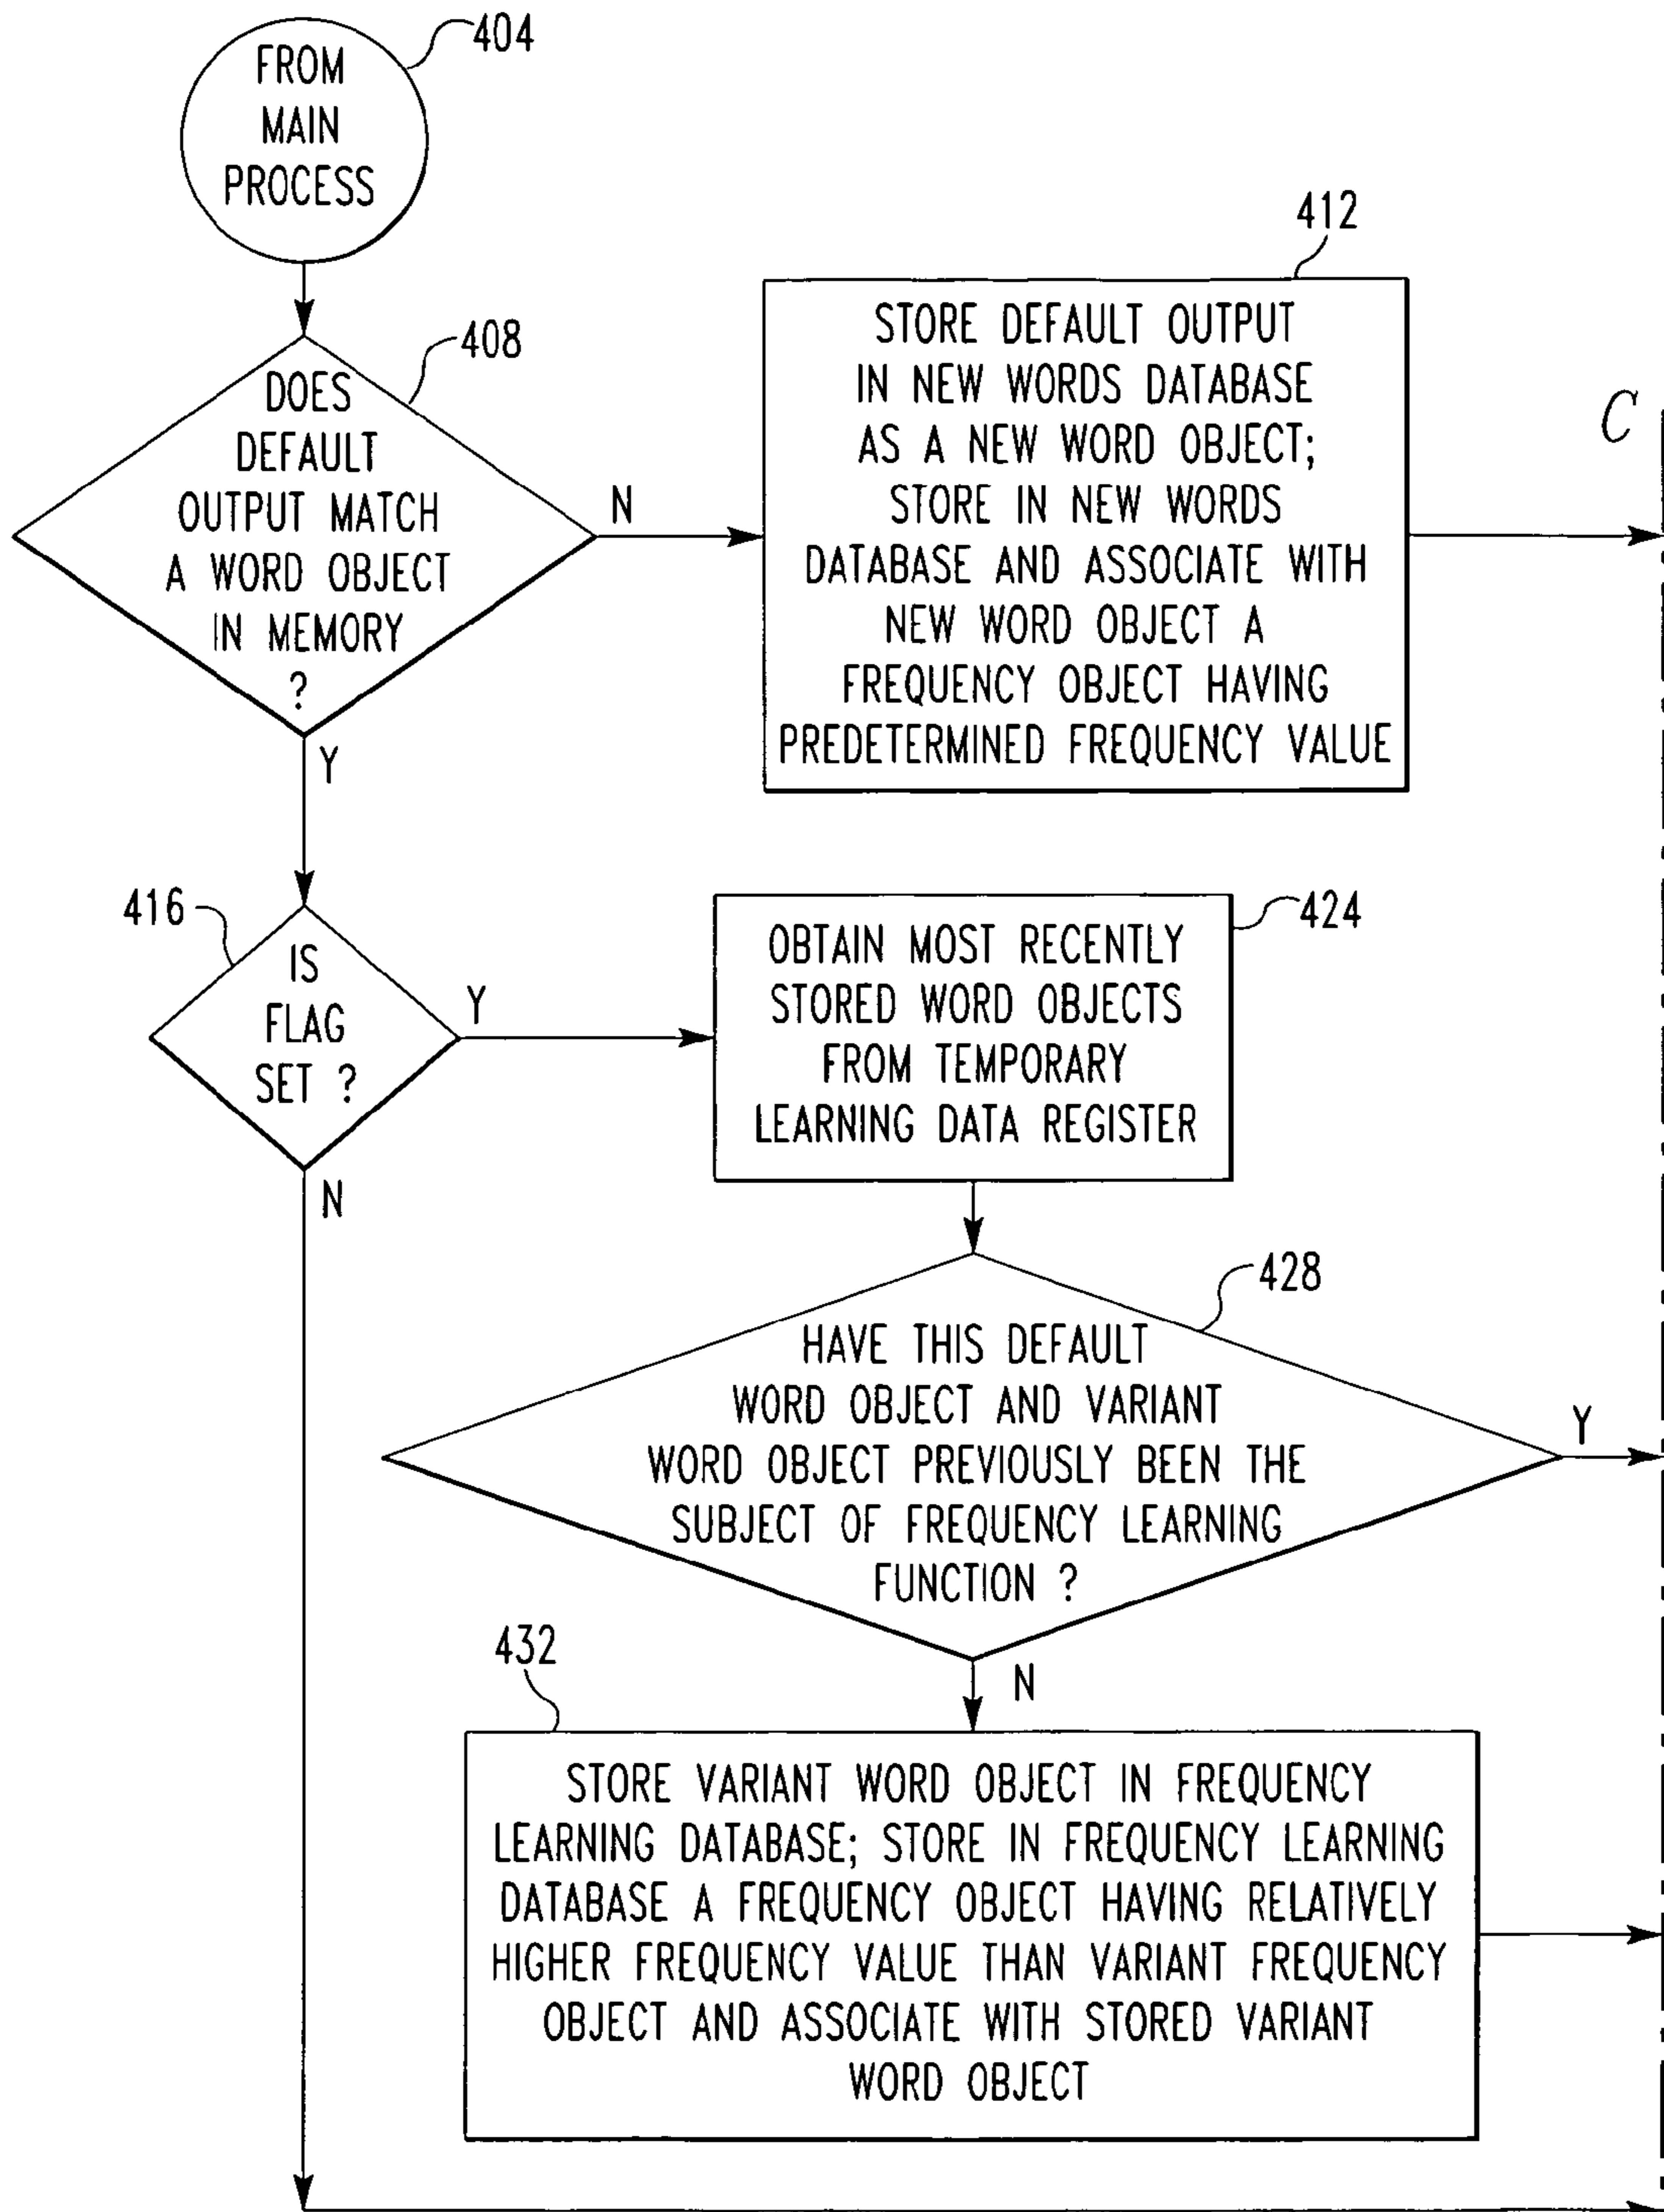 404
FROM
MAIN
PROCESS
408
DOES
DEFAULT
OUTPUT MATCH
A WORD OBJECT
IN MEMORY
?
N
Y
412
STORE DEFAULT OUTPUT
IN NEW WORDS DATABASE
AS A NEW WORD OBJECT;
STORE IN NEW WORDS
DATABASE AND ASSOCIATE WITH
NEW WORD OBJECT A
FREQUENCY OBJECT HAVING
PREDETERMINED FREQUENCY VALUE
C
416
IS
FLAG
SET ?
Y
N
424
OBTAIN MOST RECENTLY
STORED WORD OBJECTS
FROM TEMPORARY
LEARNING DATA REGISTER
428
HAVE THIS DEFAULT
WORD OBJECT AND VARIANT
WORD OBJECT PREVIOUSLY BEEN THE
SUBJECT OF FREQUENCY LEARNING
FUNCTION ?
Y
N
432
STORE VARIANT WORD OBJECT IN FREQUENCY
LEARNING DATABASE; STORE IN FREQUENCY LEARNING
DATABASE A FREQUENCY OBJECT HAVING RELATIVELY
HIGHER FREQUENCY VALUE THAN VARIANT FREQUENCY
OBJECT AND ASSOCIATE WITH STORED VARIANT
WORD OBJECT